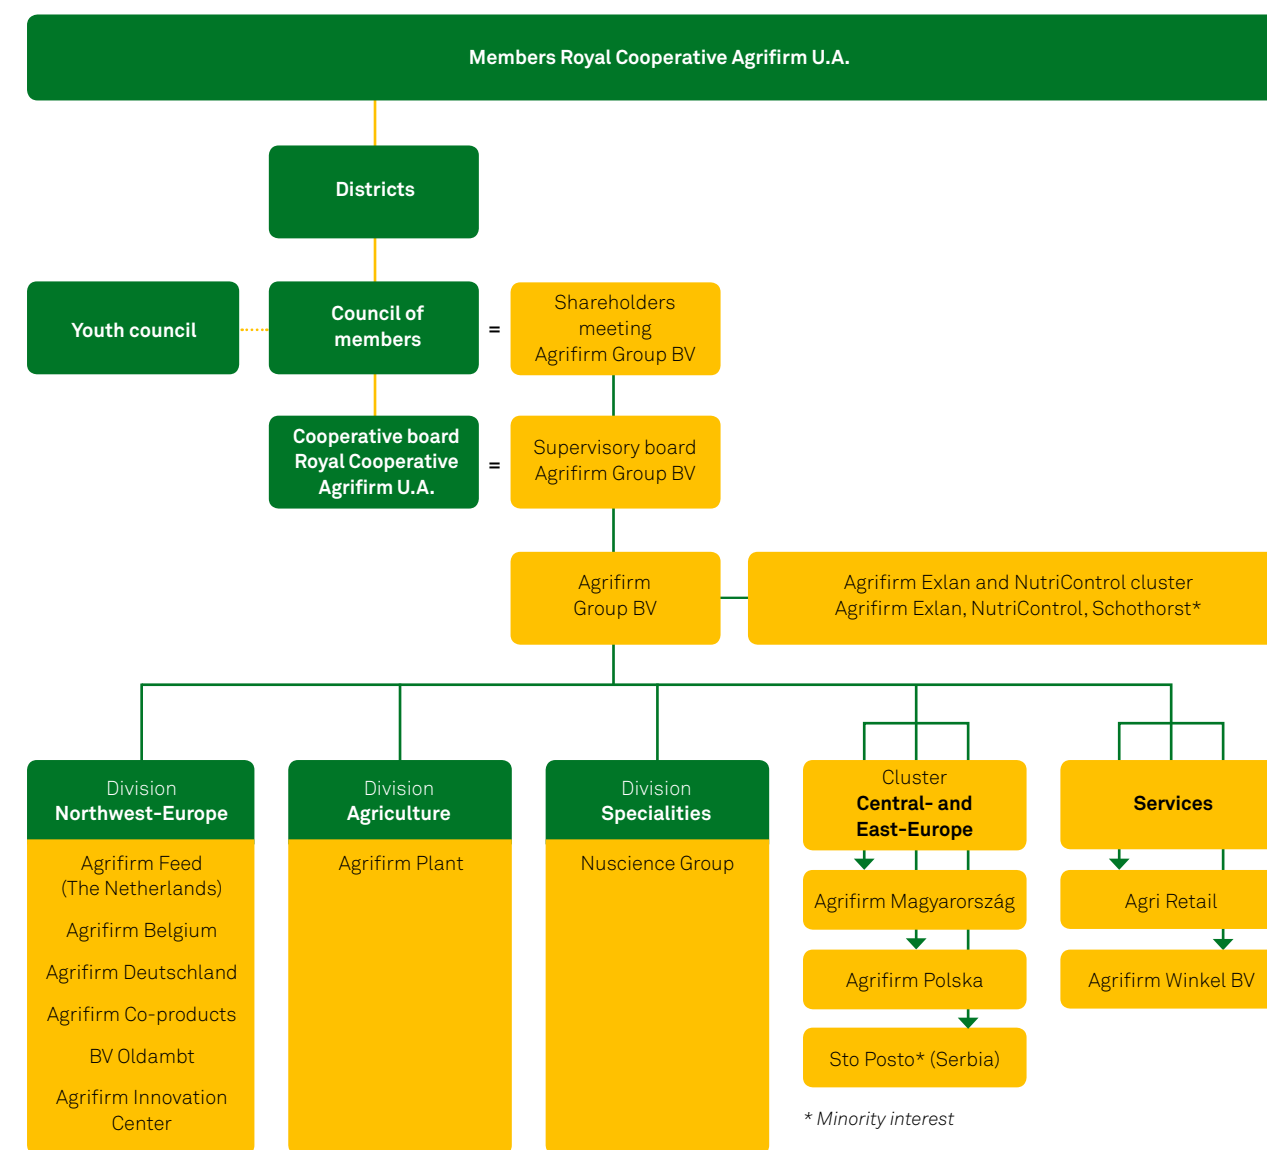 Members Royal Cooperative Agrifirm U.A.
Districts
Youth council
Council of
members
=
Shareholders
meeting
Agrifirm Group BV
Cooperative board
Royal Cooperative
Agrifirm U.A.
=
Supervisory board
Agrifirm Group BV
Agrifirm
Group BV
Agrifirm Exlan and NutriControl cluster
Agrifirm Exlan, NutriControl, Schothorst*
Division
Northwest-Europe
Agrifirm Feed
(The Netherlands)
Agrifirm Belgium
Agrifirm Deutschland
Agrifirm Co-products
BV Oldambt
Agrifirm Innovation
Center
Division
Agriculture
Agrifirm Plant
Division
Specialities
Nuscience Group
Cluster
Central- and
East-Europe
Agrifirm Magyarország
Agrifirm Polska
Sto Posto* (Serbia)
* Minority interest
Services
Agri Retail
Agrifirm Winkel BV